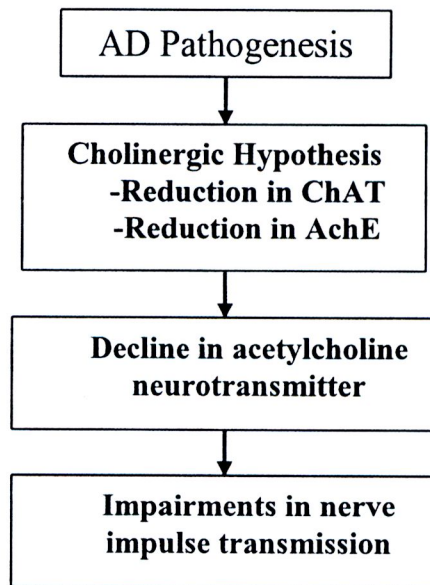 AD Pathogenesis
Cholinergic Hypothesis
-Reduction in ChAT
-Reduction in AchE
Decline in acetylcholine
neurotransmitter
Impairments in nerve
impulse transmission